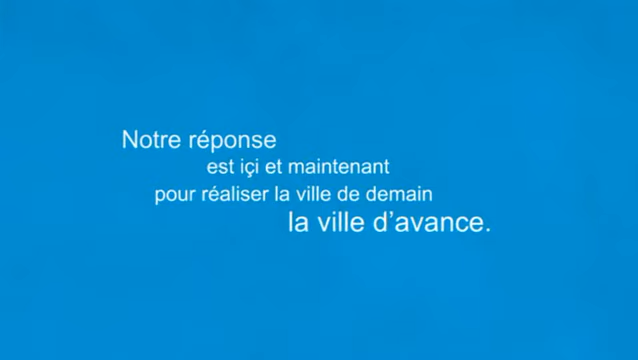 Notre réponse
est içi et maintenant
pour réaliser la ville de demain
la ville d’avance.